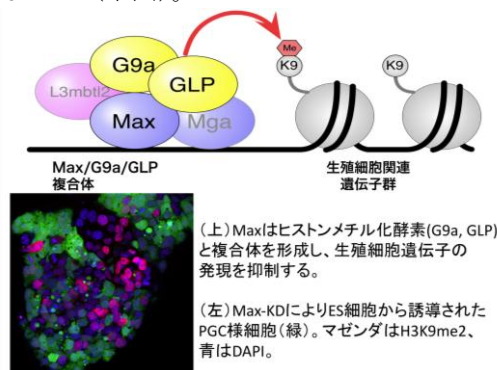 Me
G9a
K9
K9
L3mbtl2
GLP
Max
Mga
Max/G9a/GLP
複合体
生殖細胞関連
遺伝子群
(上)Maxはヒストンメチル化酵素(G9a, GLP)
と複合体を形成し、生殖細胞遺伝子の
発現を抑制する。
(左)Max-KDによりES細胞から誘導された
PGC様細胞(緑)。マゼンダはH3K9me2、
青はDAPI。